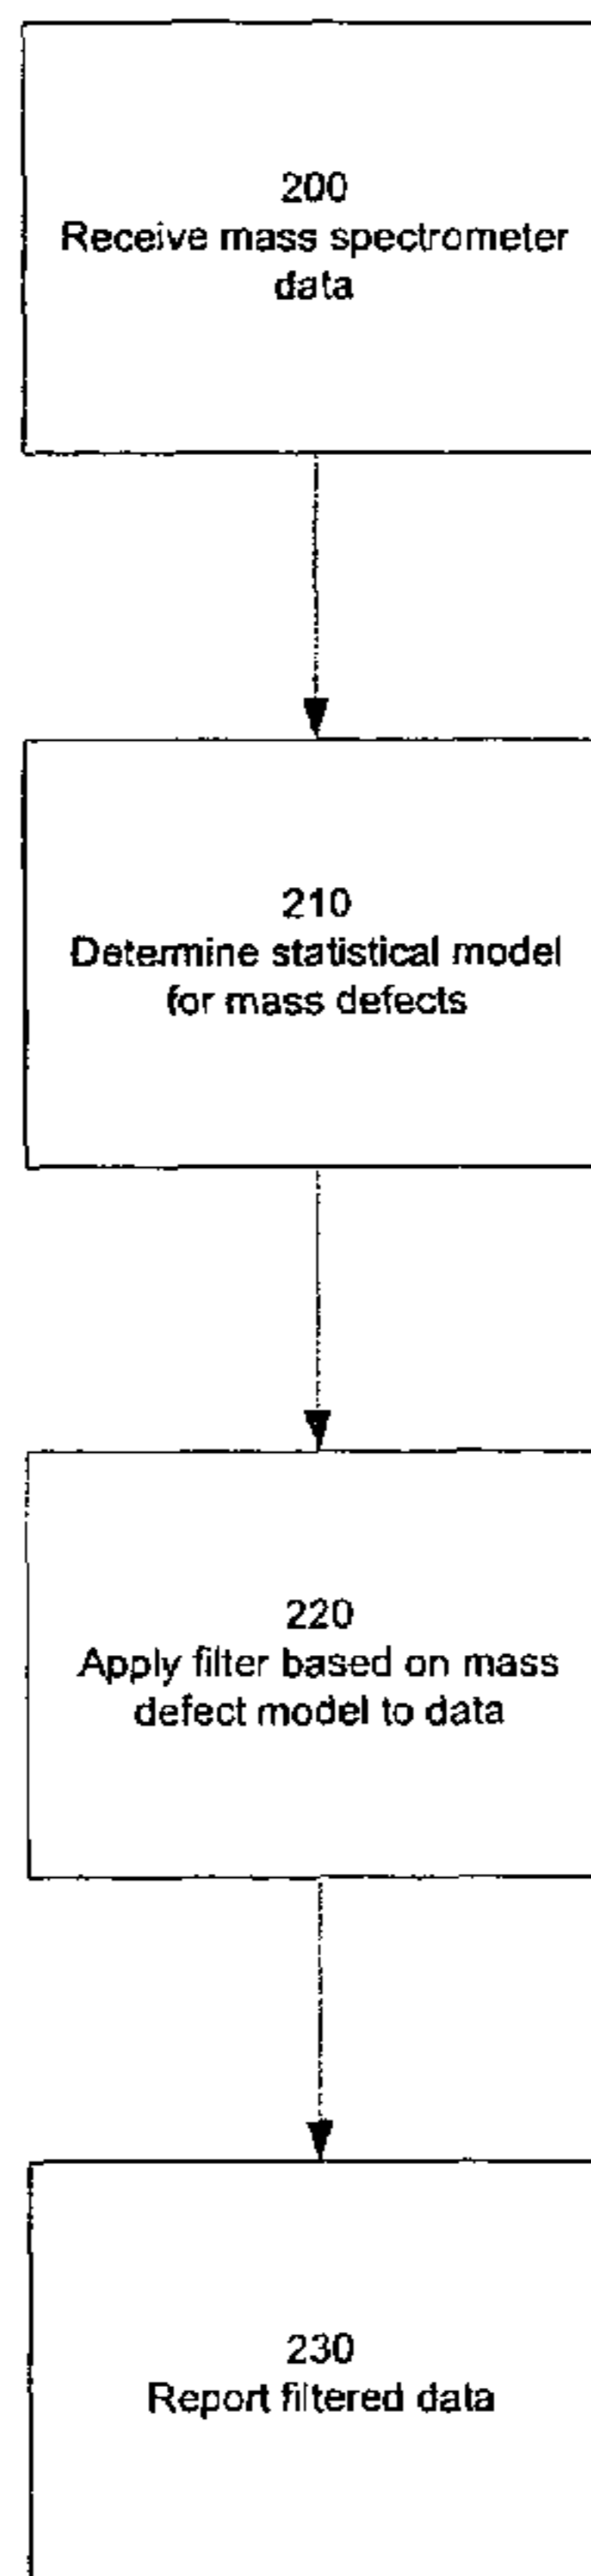 200
Receive mass spectrometer
data
210
Determine statistical model
for mass defects
220
Apply filter based on mass
defect model to data
230
Report filtered data